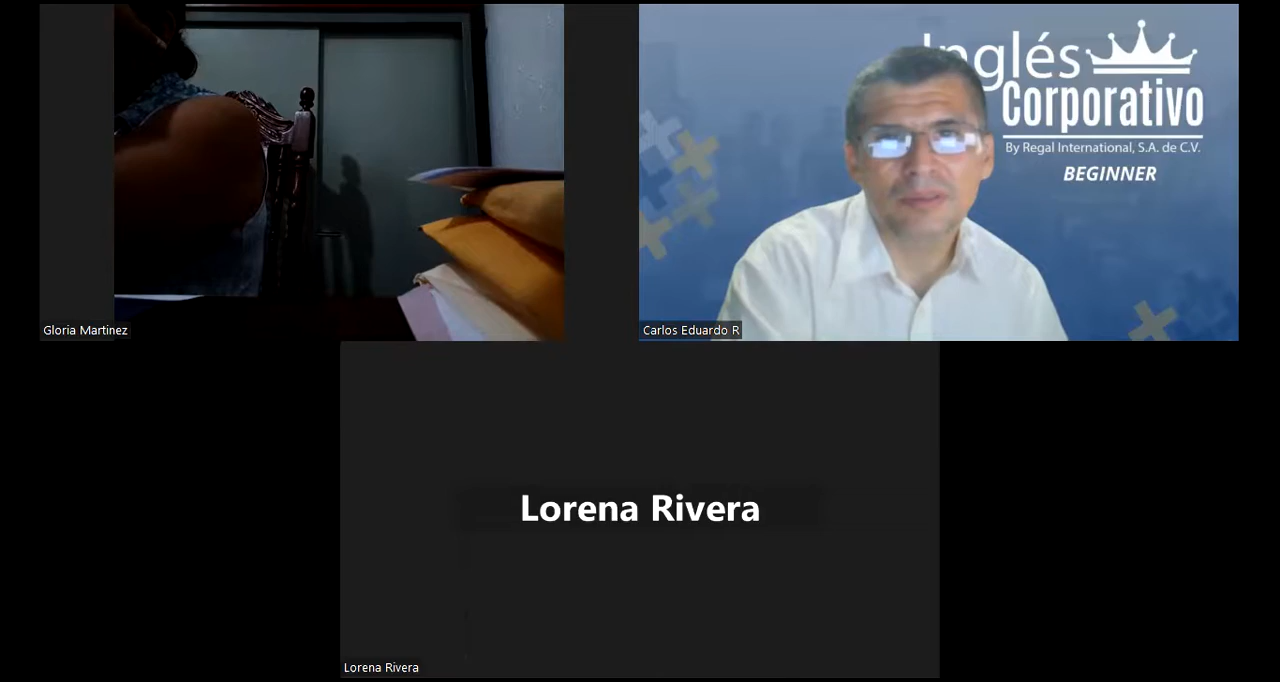 Inglés
Corporativo
By Regal International, S.A. de C.V.
BEGINNER
Gloria Martinez
Carlos Eduardo R
Lorena Rivera
Lorena Rivera